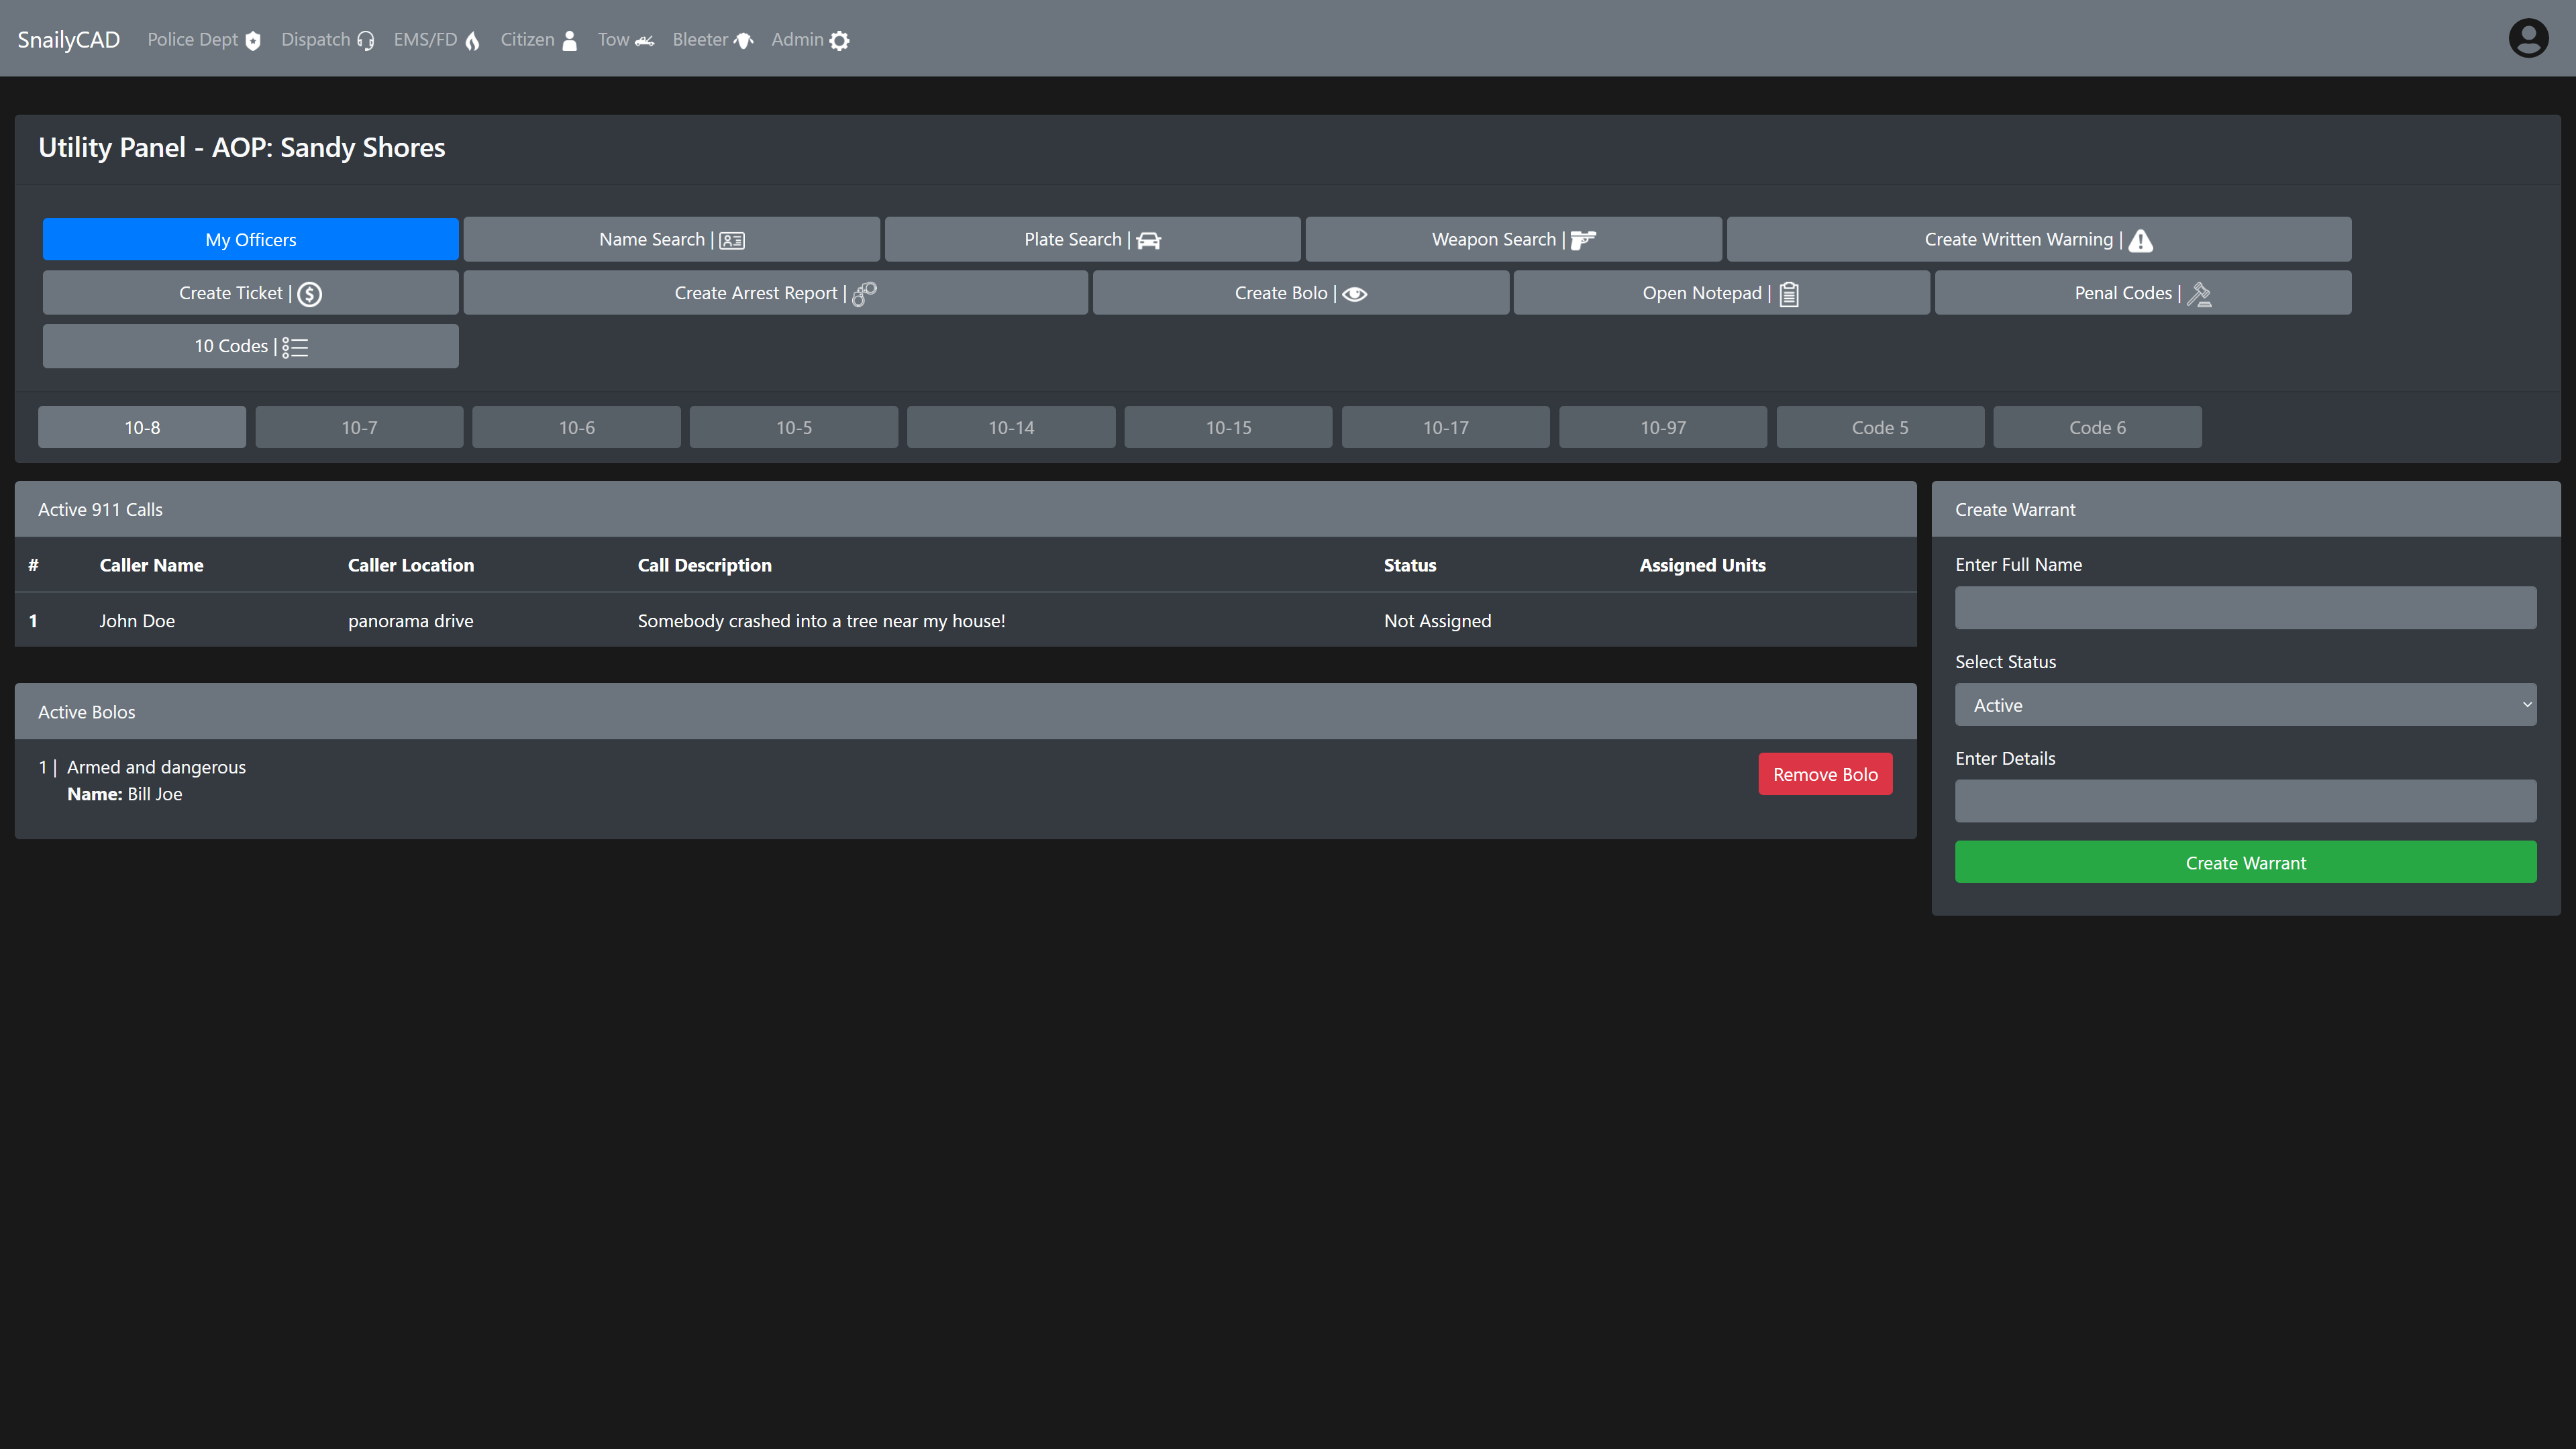 SnailyCAD Police Dept Dispatch EMS/FD Citizen Tow Bleeter Admin
Utility Panel - AOP: Sandy Shores
My Officers Name Search | Plate Search | Weapon Search | Create Written Warning |
Create Ticket | Create Arrest Report | Create Bolo | Open Notepad | Penal Codes |
10 Codes |
10-8 10-7 10-6 10-5 10-14 10-15 10-17 10-97 Code 5 Code 6
Active 911 Calls
# Caller Name Caller Location Call Description Status Assigned Units
1 John Doe panorama drive Somebody crashed into a tree near my house! Not Assigned
Active Bolos
1 | Armed and dangerous
Name: Bill Joe
Remove Bolo
Create Warrant
Enter Full Name
Select Status
Active
Enter Details
Create Warrant